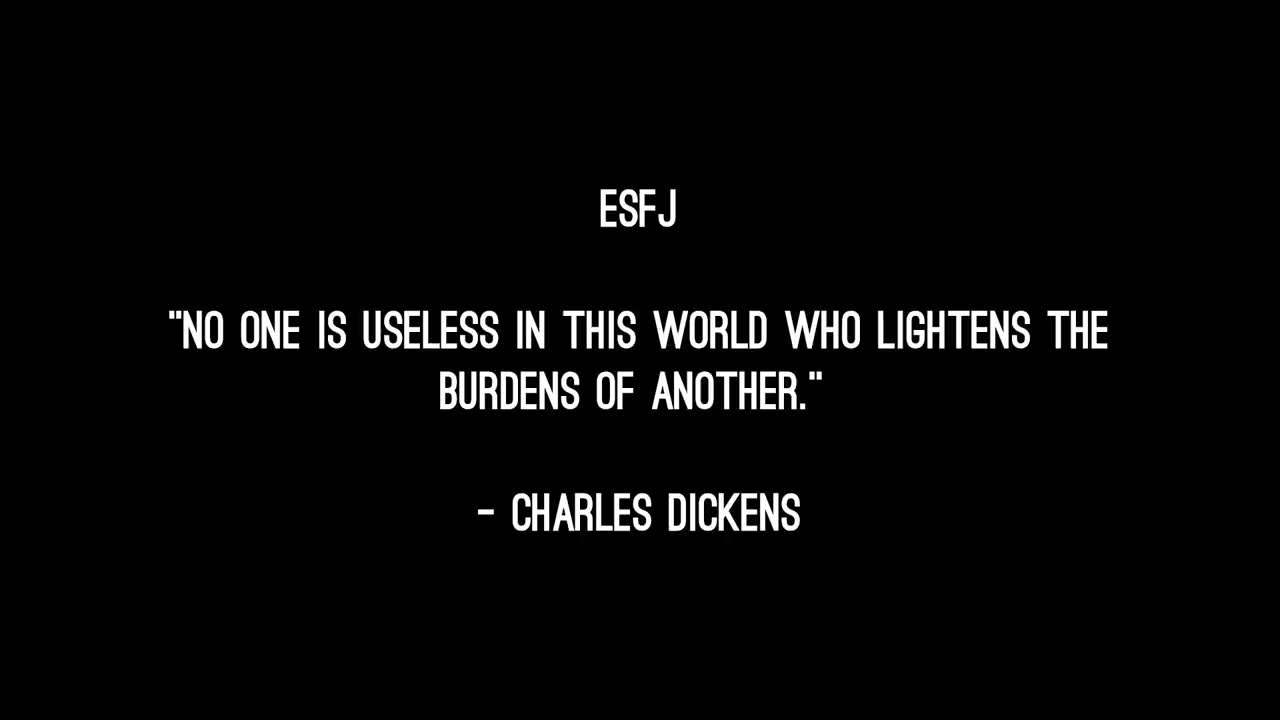 ESFJ
"NO ONE IS USELESS IN THIS WORLD WHO LIGHTENS THE
BURDENS OF ANOTHER."
- CHARLES DICKENS